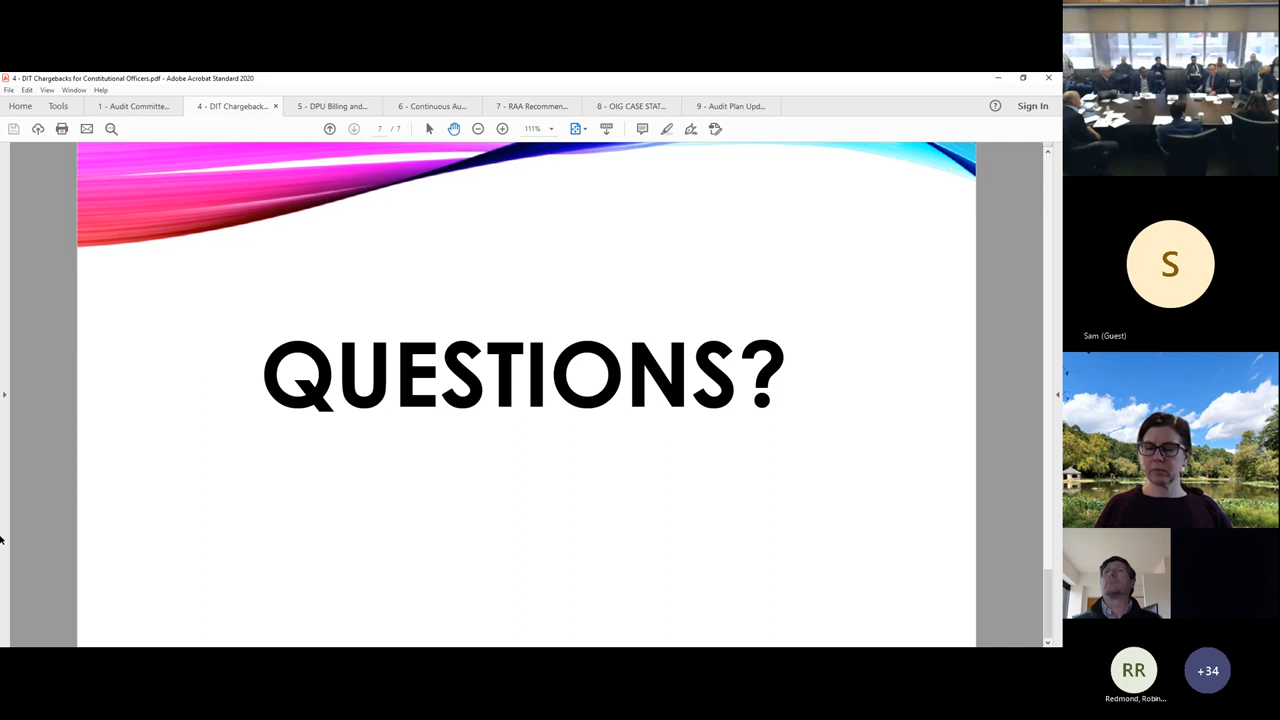 4 - DIT Chargebacks for Constitutional Officers.pdf - Adobe Acrobat Standard 2020
File Edit View Window Help
Home Tools 1 - Audit Committe... 4 - DIT Chargeback... × 5 - DPU Billing and... 6 - Continuous Au... 7 - RAA Recommen... 8 - OIG CASE STAT... 9 - Audit Plan Upd... Sign In
7 / 7 111%
QUESTIONS?
S
Sam (Guest)
RR
+34
Redmond, Robin...